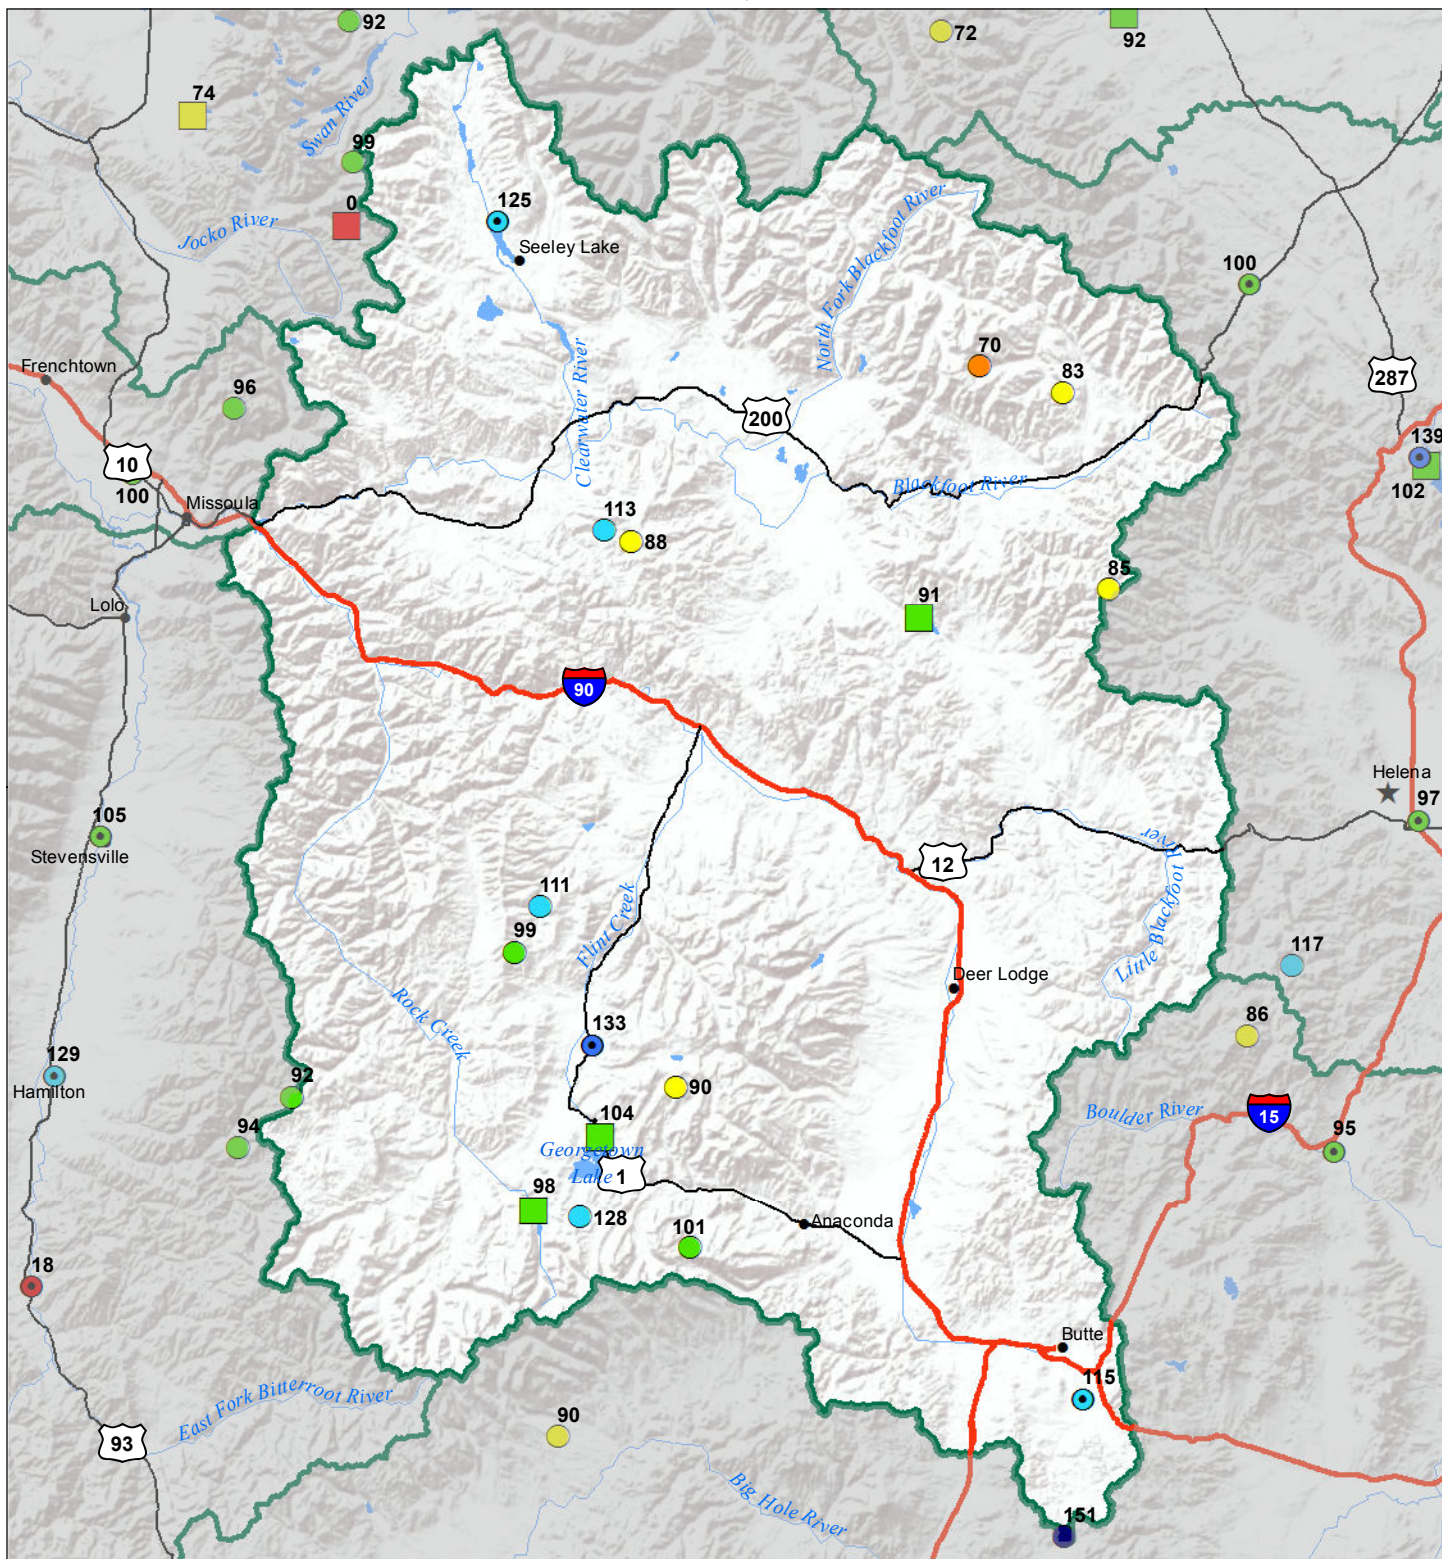 92
72
92
74
Swan River
99
0
Jocko River
125
Seeley Lake
North Fork Blackfoot River
100
Frenchtown
96
Clearwater River
70
83
287
200
10
100
139
102
Missoula
Blackfoot River
113
88
85
Lolo
91
90
Helena
97
105
Stevensville
12
Little Blackfoot River
111
Flint Creek
99
117
Deer Lodge
Rock Creek
133
86
129
Hamilton
92
90
104
Boulder River
15
94
Georgetown
Lake
1
95
98
128
Anaconda
101
18
Butte
115
East Fork Bitterroot River
90
93
Big Hole River
151